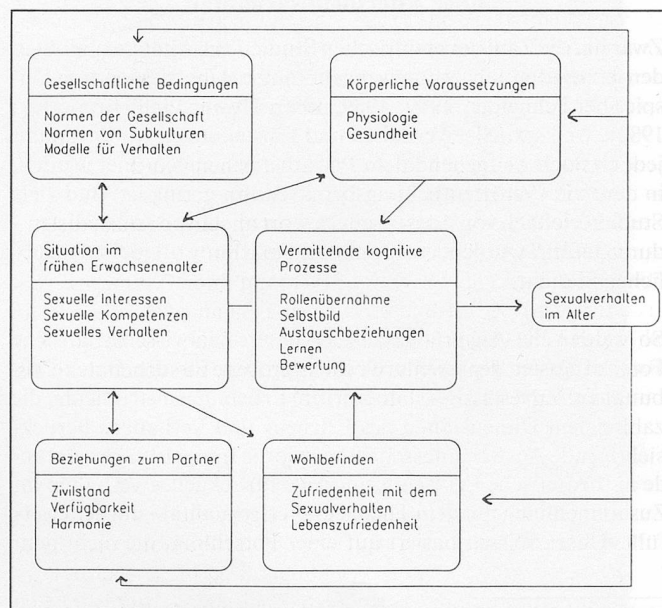 Gesellschaftliche Bedingungen
Normen der Gesellschaft
Normen von Subkulturen
Modelle für Verhalten
Körperliche Voraussetzungen
Physiologie
Gesundheit
Situation im
frühen Erwachsenenalter
Sexuelle Interessen
Sexuelle Kompetenzen
Sexuelles Verhalten
Vermittelnde kognitive
Prozesse
Rollenübernahme
Selbstbild
Austauschbeziehungen
Lernen
Bewertung
Sexualverhalten
im Alter
Beziehungen zum Partner
Zivilstand
Verfügbarkeit
Harmonie
Wohlbefinden
Zufriedenheit mit dem
Sexualverhalten
Lebenszufriedenheit